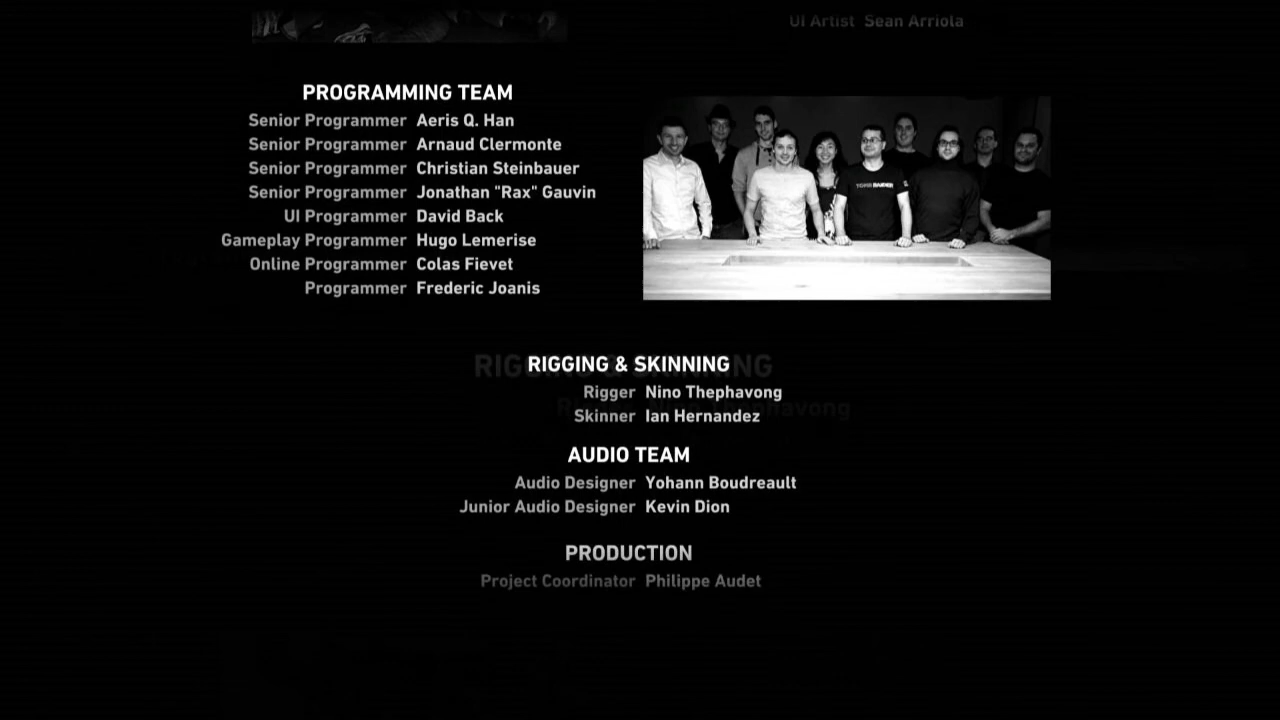 UI Artist Sean Arriola
PROGRAMMING TEAM
Senior Programmer Aeris Q. Han
Senior Programmer Arnaud Clermonte
Senior Programmer Christian Steinbauer
Senior Programmer Jonathan "Rax" Gauvin
UI Programmer David Back
Gameplay Programmer Hugo Lemerise
Online Programmer Colas Fievet
Programmer Frederic Joanis
TOMB RAIDER
RIGGING & SKINNING
Rigger Nino Thephavong
Skinner Ian Hernandez
AUDIO TEAM
Audio Designer Yohann Boudreault
Junior Audio Designer Kevin Dion
PRODUCTION
Project Coordinator Philippe Audet